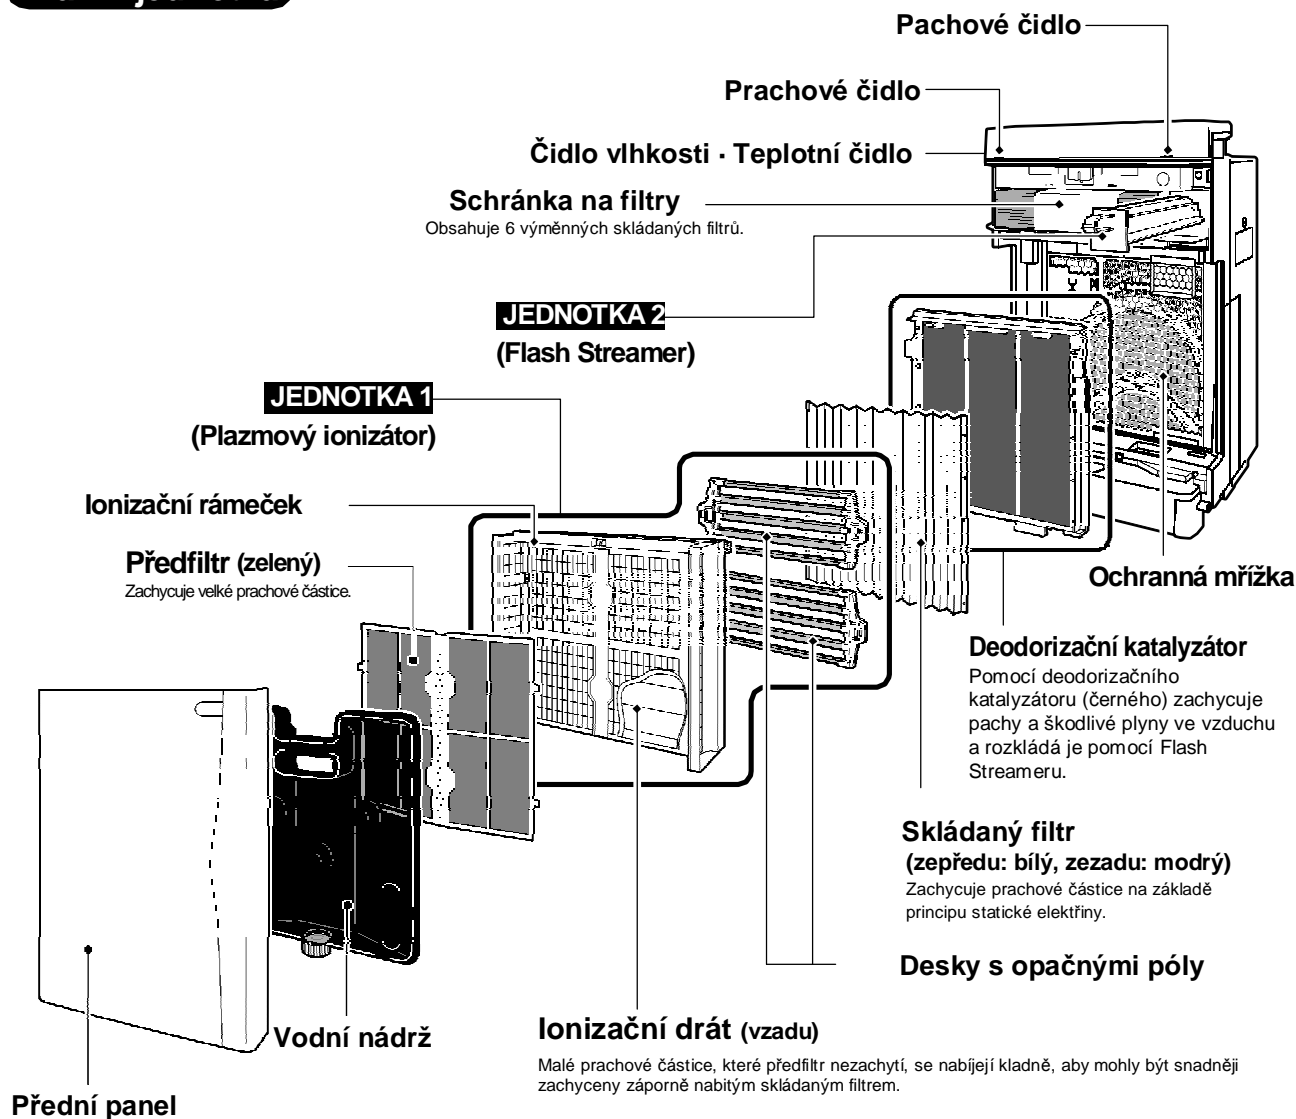 Pachové čidlo
Prachové čidlo
Čidlo vlhkosti · Teplotní čidlo
Schránka na filtry
Obsahuje 6 výměnných skládaných filtrů.
JEDNOTKA 2
(Flash Streamer)
JEDNOTKA 1
(Plazmový ionizátor)
Ionizační rámeček
Předfiltr (zelený)
Zachycuje velké prachové částice.
Ochranná mřížka
Deodorizační katalyzátor
Pomocí deodorizačního
katalyzátoru (černého) zachycuje
pachy a škodlivé plyny ve vzduchu
a rozkládá je pomocí Flash
Streameru.
Skládaný filtr
(zepředu: bílý, zezadu: modrý)
Zachycuje prachové částice na základě
principu statické elektřiny.
Desky s opačnými póly
Ionizační drát (vzadu)
Malé prachové částice, které předfiltr nezachytí, se nabíjejí kladně, aby mohly být snadněji
zachyceny záporně nabitým skládaným filtrem.
Vodní nádrž
Přední panel